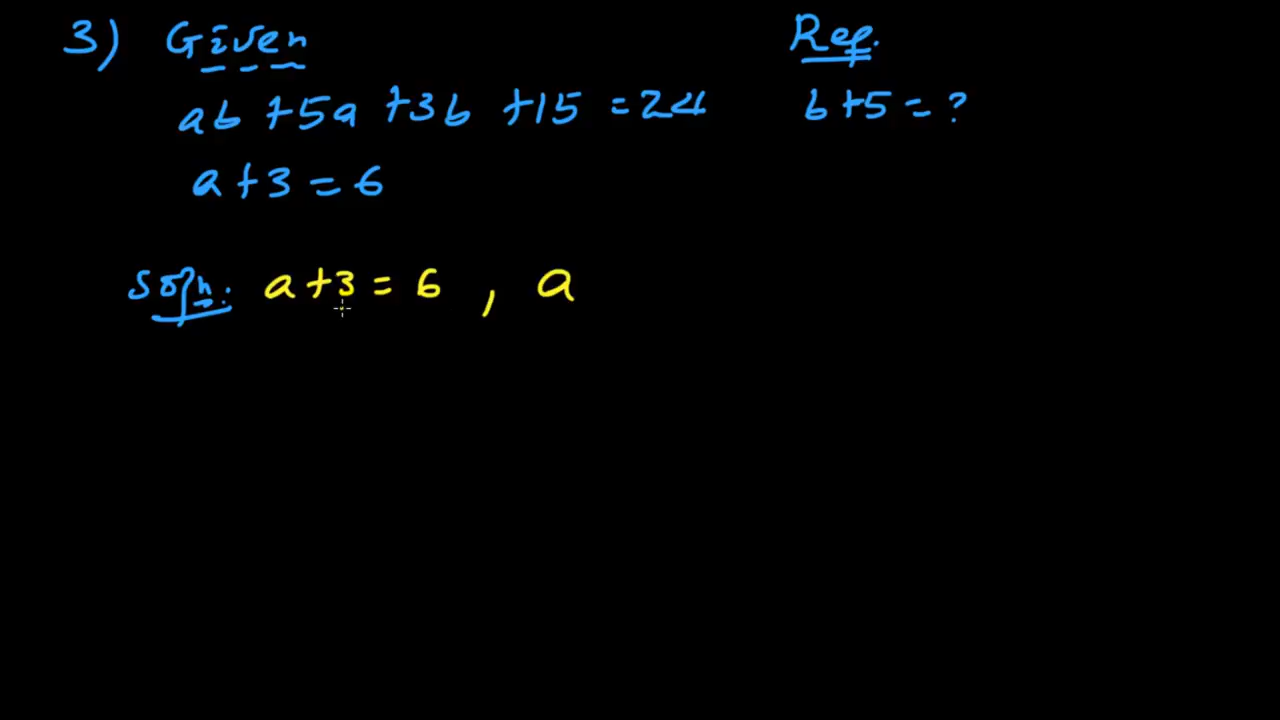 3) Given
ab +5a +3b +15 = 24
a + 3 = 6
Req.
b +5 = ?
Soln: a +3 = 6 , a